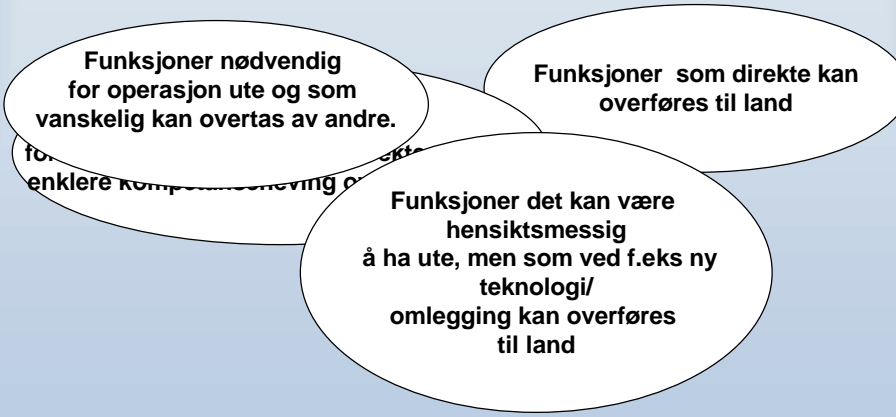 Funksjoner nødvendig
for operasjon ute og som
vanskelig kan overtas av andre.
enklere
Funksjoner som direkte kan
overføres til land
Funksjoner det kan være
hensiktsmessig
å ha ute, men som ved f.eks ny
teknologi/
omlegging kan overføres
til land